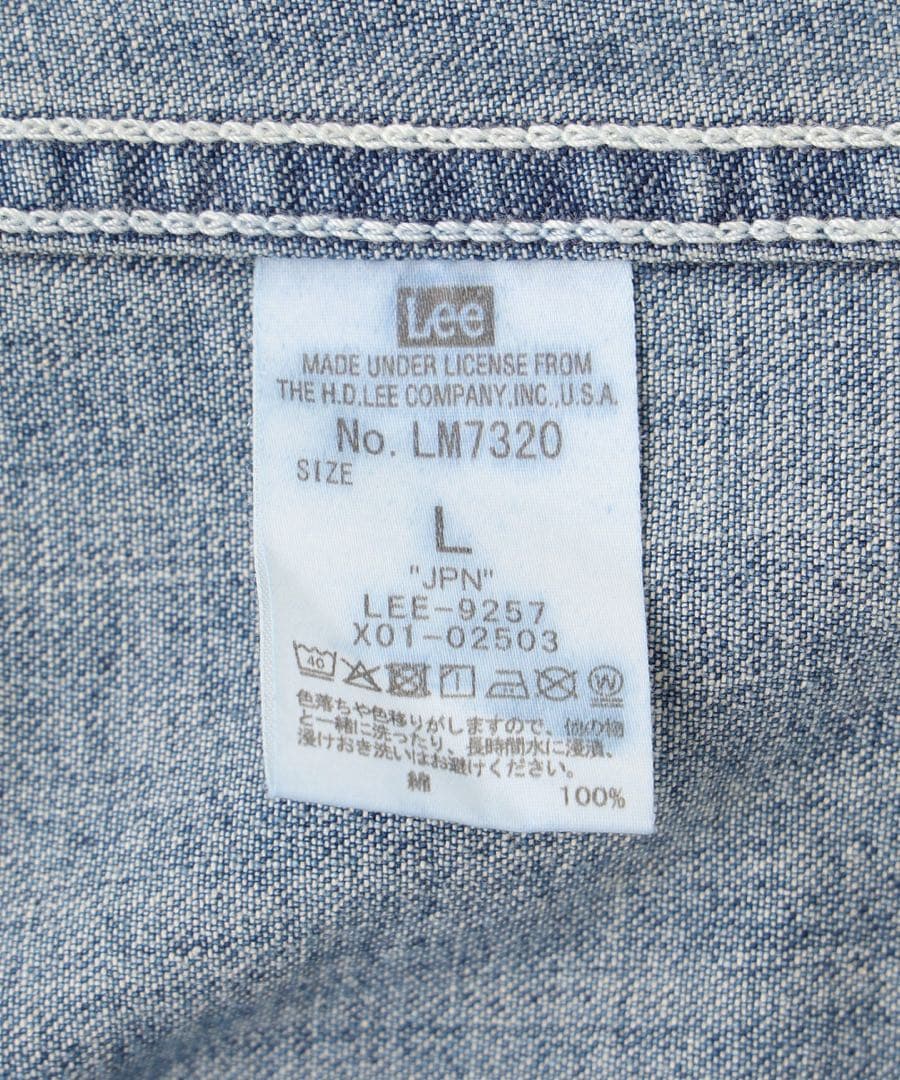 Lee
MADE UNDER LICENSE FROM
THE H.D.LEE COMPANY,INC.,U.S.A.
No. LM7320
SIZE
L
"JPN"
LEE-9257
X01-02503
40
W
色落ちや色移りがしますので、他の物
と一緒に洗ったり、長時間水に浸漬、
浸けおき洗いはお避けください。
綿 100%